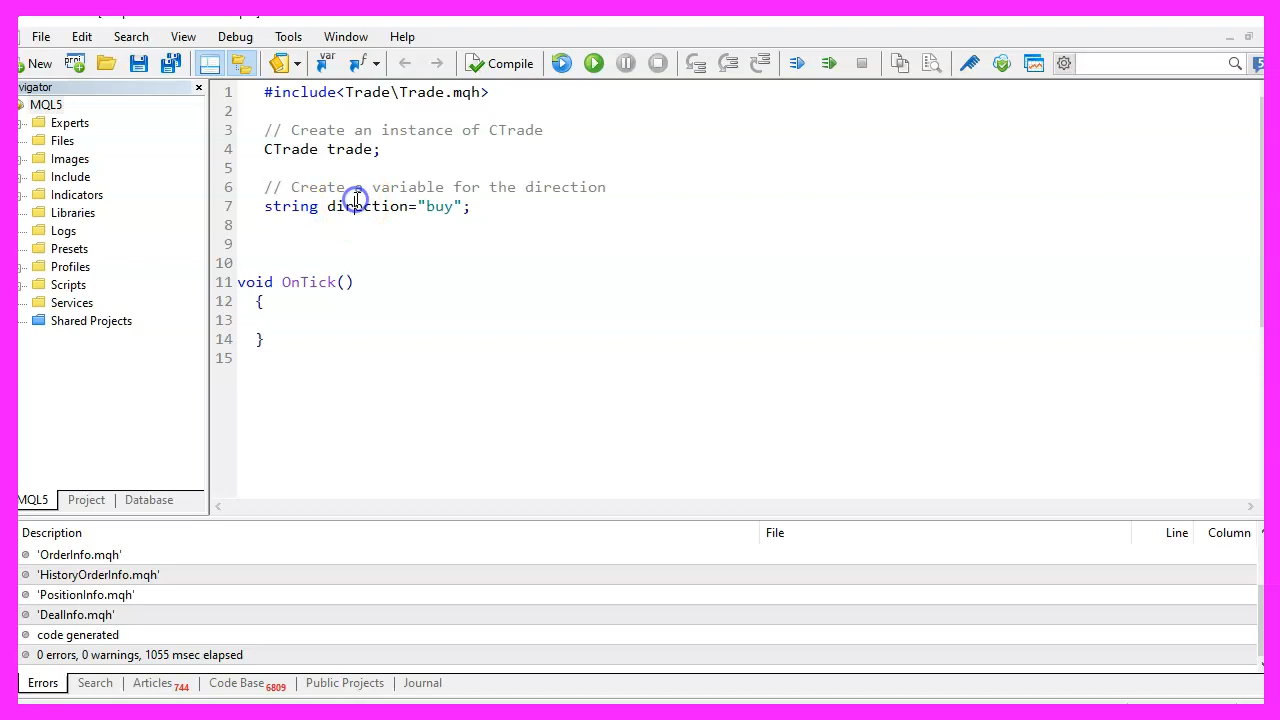 File Edit Search View Debug Tools Window Help
New Compile
vigator ×
MQL5
Experts
Files
Images
Include
Indicators
Libraries
Logs
Presets
Profiles
Scripts
Services
Shared Projects
MQL5 Project Database
1 #include<Trade\Trade.mqh>
2
3 // Create an instance of CTrade
4 CTrade trade;
5
6 // Create a variable for the direction
7 string direction="buy";
8
9
10
11 void OnTick()
12 {
13
14 }
15
Description File Line Column
'OrderInfo.mqh'
'HistoryOrderInfo.mqh'
'PositionInfo.mqh'
'DealInfo.mqh'
code generated
0 errors, 0 warnings, 1055 msec elapsed
Errors Search Articles 744 Code Base 6809 Public Projects Journal